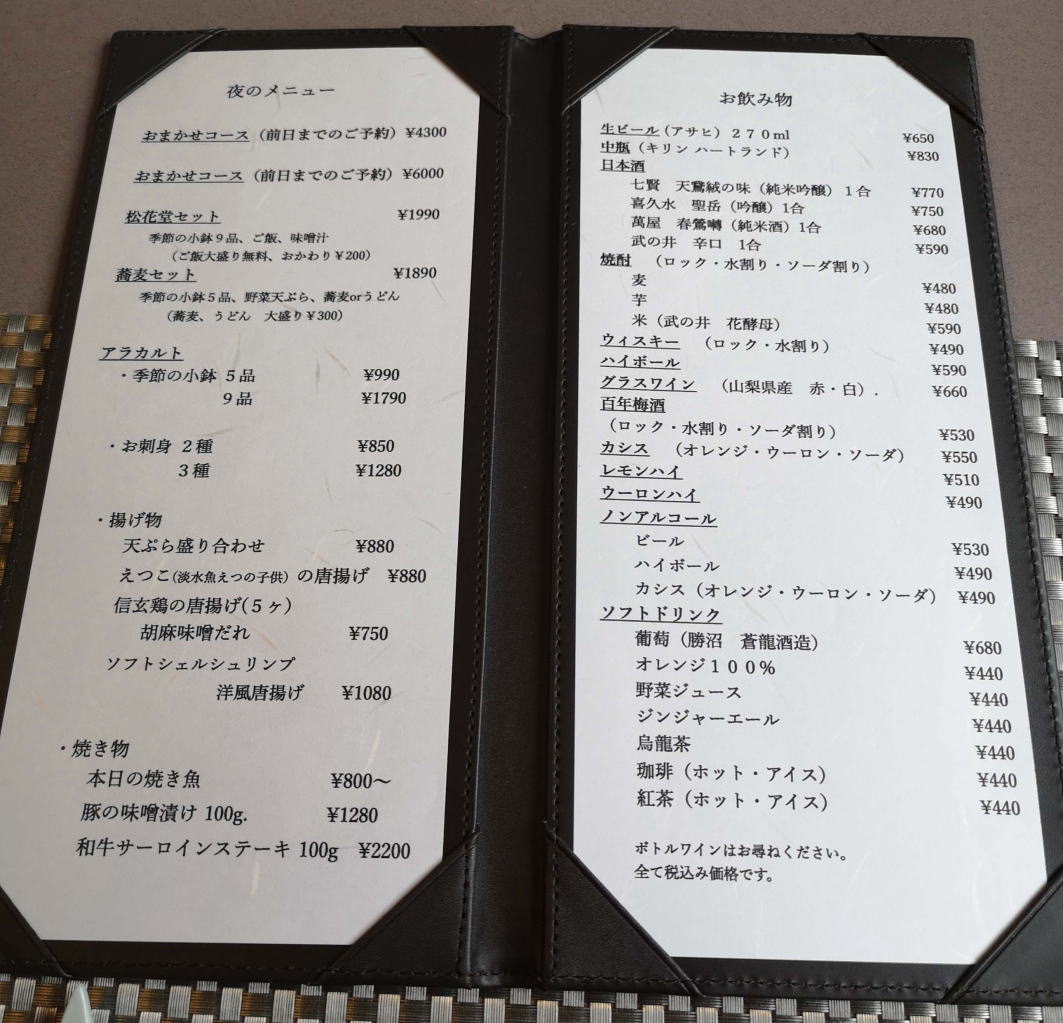 夜のメニュー
おまかせコース（前日までのご予約）¥4300
おまかせコース（前日までのご予約）¥6000
松花堂セット ¥1990
季節の小鉢９品、ご飯、味噌汁
（ご飯大盛り無料、おかわり￥200）
蕎麦セット ¥1890
季節の小鉢５品、野菜天ぷら、蕎麦orうどん
（蕎麦、うどん　大盛り￥300）
アラカルト
・季節の小鉢 ５品 ¥990
９品 ¥1790
・お刺身 ２種 ¥850
３種 ¥1280
・揚げ物
天ぷら盛り合わせ ¥880
えつこ(淡水魚えつの子供）の唐揚げ ¥880
信玄鶏の唐揚げ(５ヶ）
胡麻味噌だれ ¥750
ソフトシェルシュリンプ
洋風唐揚げ ¥1080
・焼き物
本日の焼き魚 ¥800〜
豚の味噌漬け 100g. ¥1280
和牛サーロインステーキ 100g ¥2200
お飲み物
生ビール（アサヒ）２７０ml ¥650
中瓶（キリン ハートランド） ¥830
日本酒
七賢　天鵞絨の味（純米吟醸）１合 ¥770
喜久水　聖岳（吟醸）1合 ¥750
萬屋　春鶯囀（純米酒）1合 ¥680
武の井　辛口　1合 ¥590
焼酎　（ロック・水割り・ソーダ割り）
麦 ¥480
芋 ¥480
米（武の井　花酵母） ¥590
ウィスキー　（ロック・水割り） ¥490
ハイボール ¥590
グラスワイン　（山梨県産　赤・白）. ¥660
百年梅酒
（ロック・水割り・ソーダ割り） ¥530
カシス　（オレンジ・ウーロン・ソーダ） ¥550
レモンハイ ¥510
ウーロンハイ ¥490
ノンアルコール
ビール ¥530
ハイボール ¥490
カシス（オレンジ・ウーロン・ソーダ） ¥490
ソフトドリンク
葡萄（勝沼　蒼龍酒造） ¥680
オレンジ１００％ ¥440
野菜ジュース ¥440
ジンジャーエール ¥440
烏龍茶 ¥440
珈琲（ホット・アイス） ¥440
紅茶（ホット・アイス） ¥440
ボトルワインはお尋ねください。
全て税込み価格です。